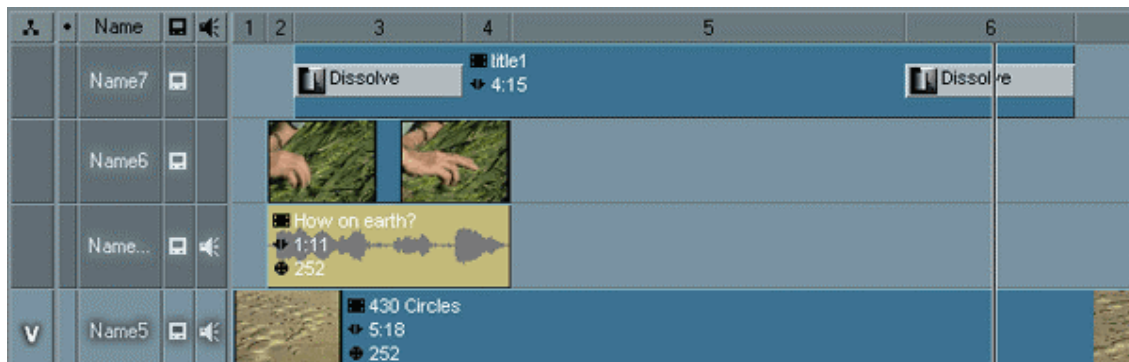 Name 1 2 3 4 5 6
Name7 Dissolve title1 Dissolve
4:15
Name6
How on earth?
Name... 1:11
252
430 Circles
V Name5 5:18
252